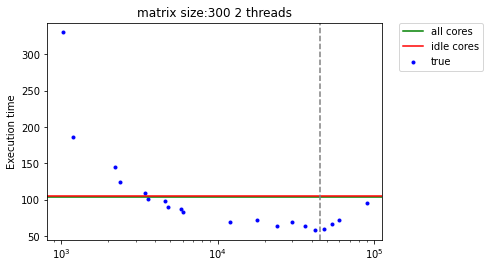 matrix size:300 2 threads
all cores
idle cores
true
Execution time
300
250
200
150
100
50
10³
10⁴
10⁵